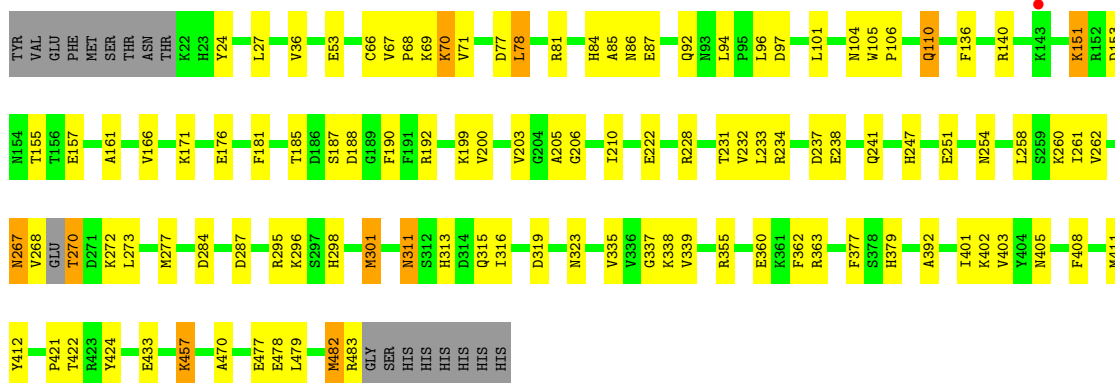 TYR VAL GLU PHE MET SER THR ASN THR K22 H23 Y24 L27 V36 E53 C66 V67 P68 K69 K70 V71 D77 L78 R81 H84 A85 N86 E87 Q92 N93 L94 P95 L96 D97 L101 N104 W105 P106 Q110 F136 R140 K143 K151 R152 D153
N154 T155 T156 E157 A161 V166 K171 E176 F181 T185 D186 S187 D188 G189 F190 F191 R192 K199 V200 V203 G204 A205 G206 I210 E222 R228 T231 V232 L233 R234 D237 E238 Q241 H247 E251 N254 L258 S259 K260 I261 V262
N267 V268 GLU T270 D271 K272 L273 M277 D284 D287 R295 K296 S297 H298 M301 N311 S312 H313 D314 Q315 I316 D319 N323 V335 V336 G337 K338 V339 R355 E360 K361 F362 R363 F377 S378 H379 A392 I401 K402 V403 Y404 N405 F408 M411
Y412 P421 T422 R423 Y424 E433 K457 A470 E477 E478 L479 M482 R483 GLY SER HIS HIS HIS HIS HIS HIS